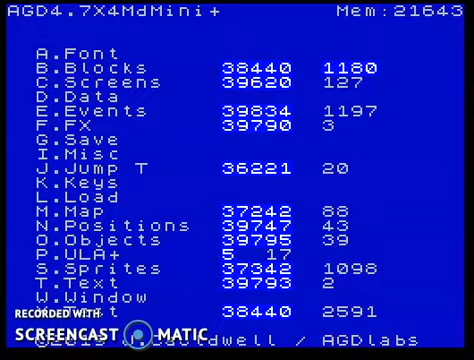 AGD4.7X4MdMini+ Mem:21643
A.Font
B.Blocks 38440 1180
C.Screens 39620 127
D.Data
E.Events 39834 1197
F.FX 39790 3
G.Save
I.Misc
J.Jump T 36221 20
K.Keys
L.Load
M.Map 37242 88
N.Positions 39747 43
O.Objects 39795 39
P.ULA+ 5 17
S.Sprites 37342 1098
T.Text 39793 2
W.Window
38440 2591
RECORDED WITH
SCREENCAST MATIC
/ AGDlabs